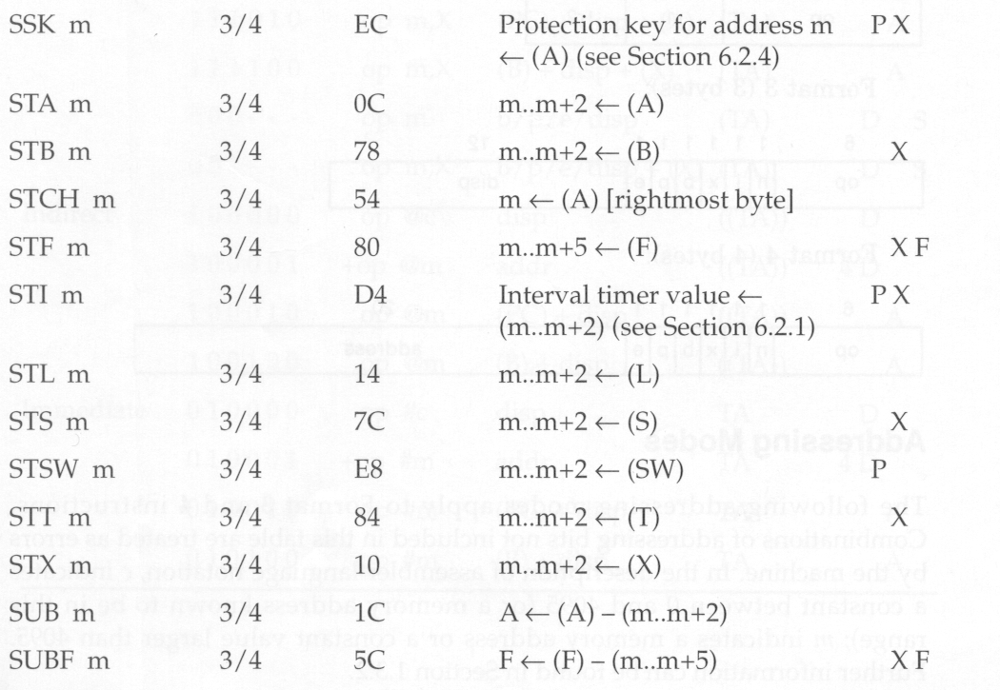 SSK m 3/4 EC Protection key for address m P X
← (A) (see Section 6.2.4)
STA m 3/4 0C m..m+2 ← (A)
STB m 3/4 78 m..m+2 ← (B) X
STCH m 3/4 54 m ← (A) [rightmost byte]
STF m 3/4 80 m..m+5 ← (F) X F
STI m 3/4 D4 Interval timer value ← P X
(m..m+2) (see Section 6.2.1)
STL m 3/4 14 m..m+2 ← (L)
STS m 3/4 7C m..m+2 ← (S) X
STSW m 3/4 E8 m..m+2 ← (SW) P
STT m 3/4 84 m..m+2 ← (T) X
STX m 3/4 10 m..m+2 ← (X)
SUB m 3/4 1C A ← (A) – (m..m+2)
SUBF m 3/4 5C F ← (F) – (m..m+5) X F